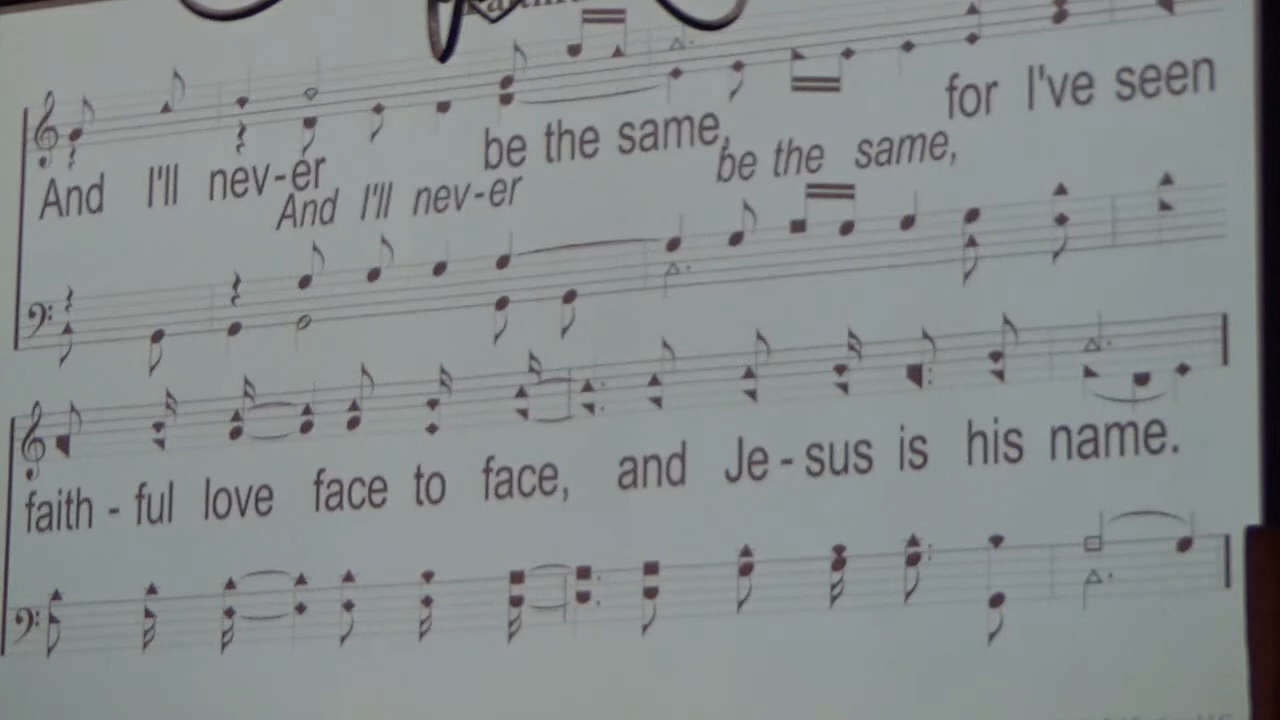 And I'll nev-er be the same, for I've seen
And I'll nev-er be the same,
faith-ful love face to face, and Je-sus is his name.